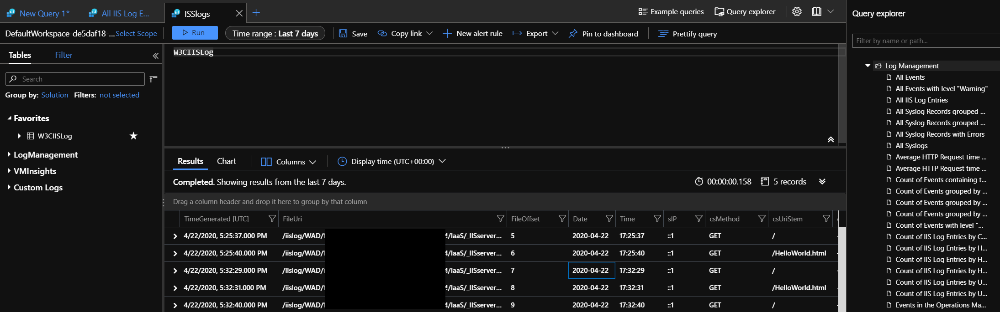 New Query 1*
All IIS Log E...
ISSlogs
Example queries
Query explorer
DefaultWorkspace-de5daf18-...
Select Scope
Run
Time range : Last 7 days
Save
Copy link
New alert rule
Export
Pin to dashboard
Prettify query
Tables
Filter
Search
Group by: Solution Filters: not selected
Favorites
W3CIISLog
LogManagement
VMInsights
Custom Logs
W3CIISLog
Results
Chart
Columns
Display time (UTC+00:00)
Completed. Showing results from the last 7 days.
00:00:00.158
5 records
Drag a column header and drop it here to group by that column
TimeGenerated [UTC] FileUri FileOffset Date Time sIP csMethod csUriStem
4/22/2020, 5:25:37.000 PM /iislog/WAD/ 4/IaaS/_IISserver... 5 2020-04-22 17:25:37 ::1 GET /
4/22/2020, 5:25:40.000 PM /iislog/WAD/ 4/IaaS/_IISserver... 6 2020-04-22 17:25:40 ::1 GET /HelloWorld.html
4/22/2020, 5:32:29.000 PM /iislog/WAD/ 4/IaaS/_IISserver... 7 2020-04-22 17:32:29 ::1 GET /
4/22/2020, 5:32:31.000 PM /iislog/WAD/ 4/IaaS/_IISserver... 8 2020-04-22 17:32:31 ::1 GET /HelloWorld.html
4/22/2020, 5:32:40.000 PM /iislog/WAD/ 4/IaaS/_IISserver... 9 2020-04-22 17:32:40 ::1 GET /
Query explorer
Filter by name or path...
Log Management
All Events
All Events with level "Warning"
All IIS Log Entries
All Syslog Records grouped ...
All Syslog Records grouped ...
All Syslog Records with Errors
All Syslogs
Average HTTP Request time ...
Average HTTP Request time ...
Count of Events containing t...
Count of Events grouped by ...
Count of Events grouped by ...
Count of Events grouped by ...
Count of Events with level "...
Count of IIS Log Entries by C...
Count of IIS Log Entries by H...
Count of IIS Log Entries by H...
Count of IIS Log Entries by H...
Count of IIS Log Entries by U...
Count of IIS Log Entries by U...
Events in the Operations Ma...